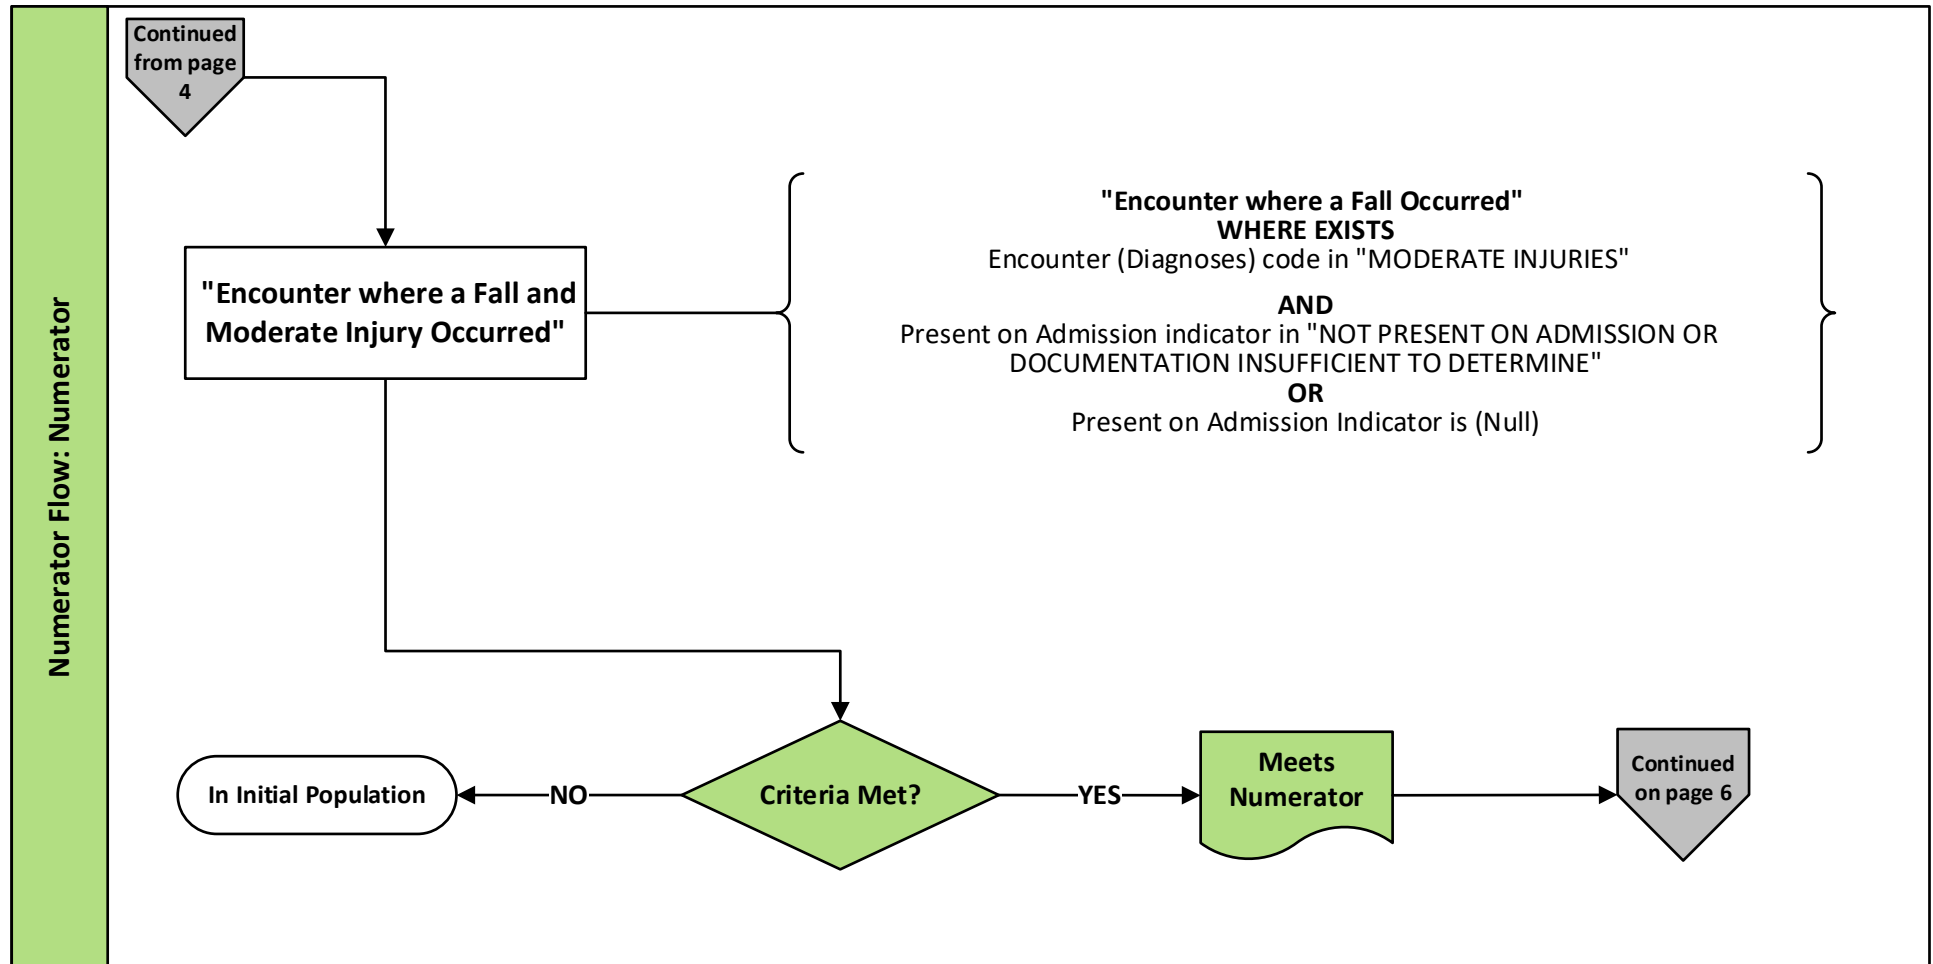 Numerator Flow: Numerator
Continued
from page
4
"Encounter where a Fall and
Moderate Injury Occurred"
"Encounter where a Fall Occurred"
WHERE EXISTS
Encounter (Diagnoses) code in "MODERATE INJURIES"
AND
Present on Admission indicator in "NOT PRESENT ON ADMISSION OR
DOCUMENTATION INSUFFICIENT TO DETERMINE"
OR
Present on Admission Indicator is (Null)
In Initial Population
NO
Criteria Met?
YES
Meets
Numerator
Continued
on page 6